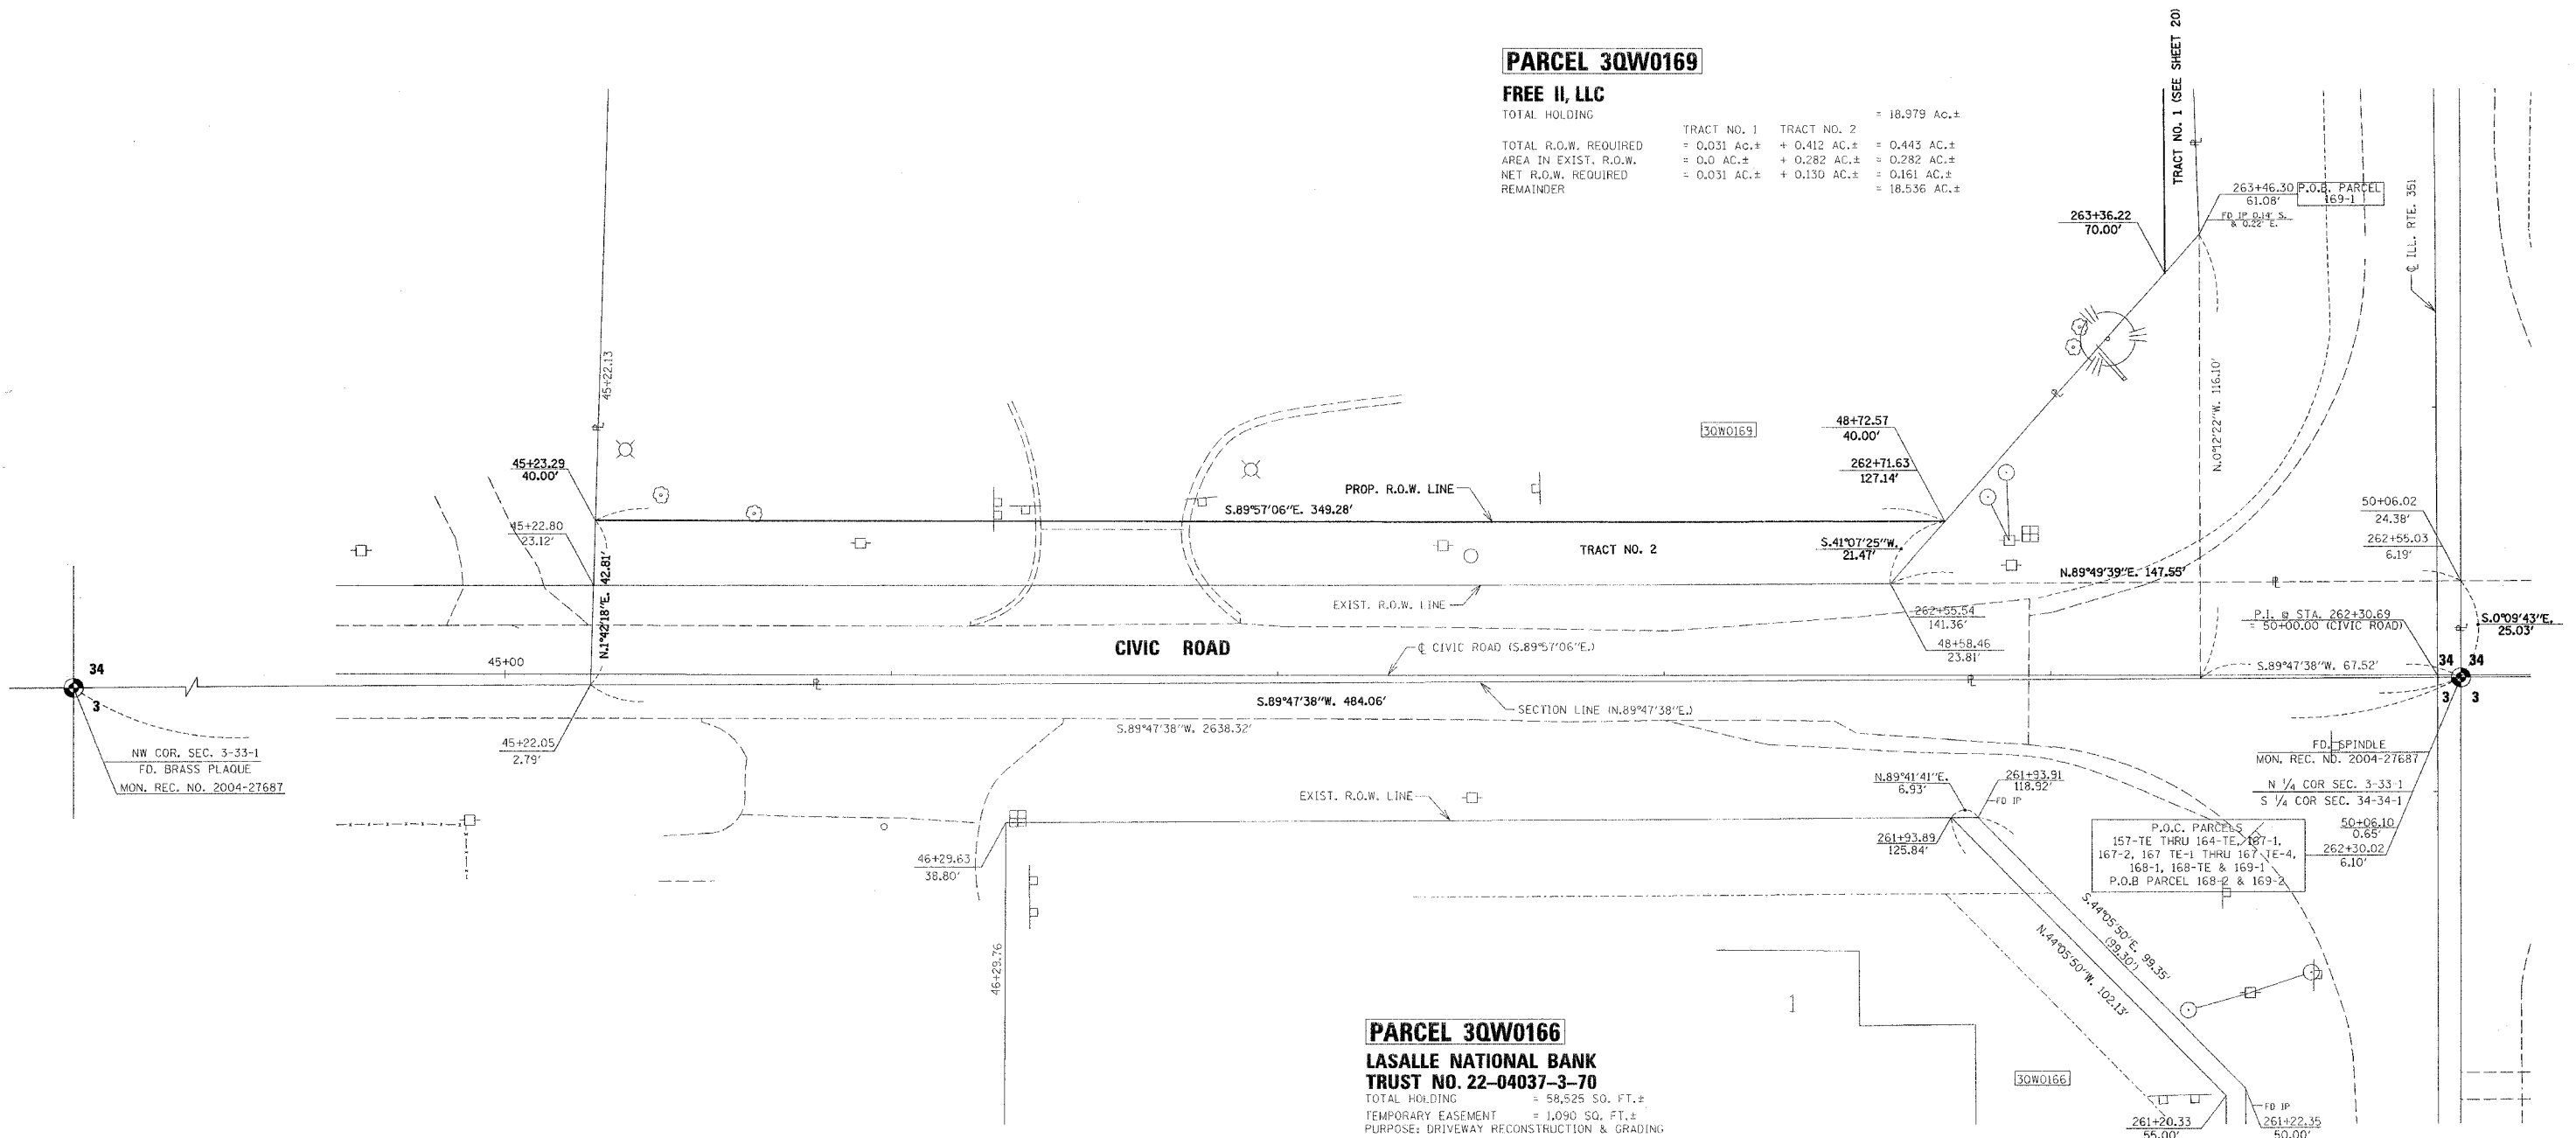 PARCEL 3QW0169
FREE II, LLC
TOTAL HOLDING = 18.979 AC.±
TRACT NO. 1 TRACT NO. 2
TOTAL R.O.W. REQUIRED = 0.031 AC.± + 0.412 AC.± = 0.443 AC.±
AREA IN EXIST. R.O.W. = 0.0 AC.± + 0.282 AC.± = 0.282 AC.±
NET R.O.W. REQUIRED = 0.031 AC.± + 0.130 AC.± = 0.161 AC.±
REMAINDER = 18.536 AC.±
TRACT NO. 1 (SEE SHEET 20)
263+46.30
61.08'
P.O.B. PARCEL
169-1
FD IP 0.14' S.
& 0.22' E.
263+36.22
70.00'
℄ ILL. RTE. 351
N.0°12'22"W. 116.10'
45+22.13
3QW0169
48+72.57
40.00'
262+71.63
127.14'
45+23.29
40.00'
PROP. R.O.W. LINE
S.89°57'06"E. 349.28'
45+22.80
23.12'
N.1°42'18"E. 42.81'
TRACT NO. 2
S.41°07'25"W.
21.47'
50+06.02
24.38'
262+55.03
6.19'
N.89°49'39"E. 147.55'
EXIST. R.O.W. LINE
262+55.54
141.36'
48+58.46
23.81'
P.I. @ STA. 262+30.69
= 50+00.00 (CIVIC ROAD)
S.0°09'43"E.
25.03'
CIVIC ROAD
℄ CIVIC ROAD (S.89°57'06"E.)
45+00
34
3
34 34
3 3
S.89°47'38"W. 67.52'
S.89°47'38"W. 484.06'
SECTION LINE (N.89°47'38"E.)
S.89°47'38"W. 2638.32'
45+22.05
2.79'
NW COR. SEC. 3-33-1
FD. BRASS PLAQUE
MON. REC. NO. 2004-27687
FD. SPINDLE
MON. REC. NO. 2004-27687
N 1/4 COR SEC. 3-33-1
S 1/4 COR SEC. 34-34-1
50+06.10
0.65'
262+30.02
6.10'
P.O.C. PARCELS
157-TE THRU 164-TE, 167-1,
167-2, 167 TE-1 THRU 167 TE-4,
168-1, 168-TE & 169-1
P.O.B PARCEL 168-2 & 169-2
EXIST. R.O.W. LINE
N.89°41'41"E.
6.93'
261+93.91
118.92'
FD IP
261+93.89
125.84'
46+29.63
38.80'
46+29.76
S.44°05'50"E. 99.35'
(99.30')
N.44°05'50"W. 102.13'
1
PARCEL 3QW0166
LASALLE NATIONAL BANK
TRUST NO. 22-04037-3-70
TOTAL HOLDING = 58,525 SQ. FT.±
TEMPORARY EASEMENT = 1,090 SQ. FT.±
PURPOSE: DRIVEWAY RECONSTRUCTION & GRADING
3QW0166
261+20.33
55.00'
FD IP
261+22.35
50.00'